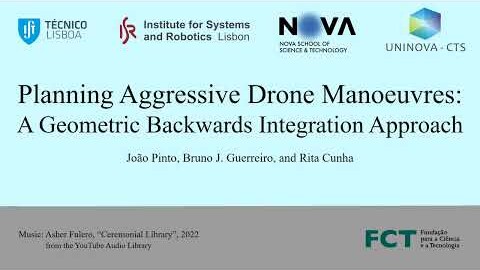 TÉCNICO
LISBOA
ISR
Institute for Systems
and Robotics Lisbon
NOVA
NOVA SCHOOL OF
SCIENCE & TECHNOLOGY
UNINOVA - CTS
Planning Aggressive Drone Manoeuvres:
A Geometric Backwards Integration Approach
João Pinto, Bruno J. Guerreiro, and Rita Cunha
Music: Asher Fulero, “Ceremonial Library”, 2022
from the YouTube Audio Library
FCT
Fundação
para a Ciência
e a Tecnologia